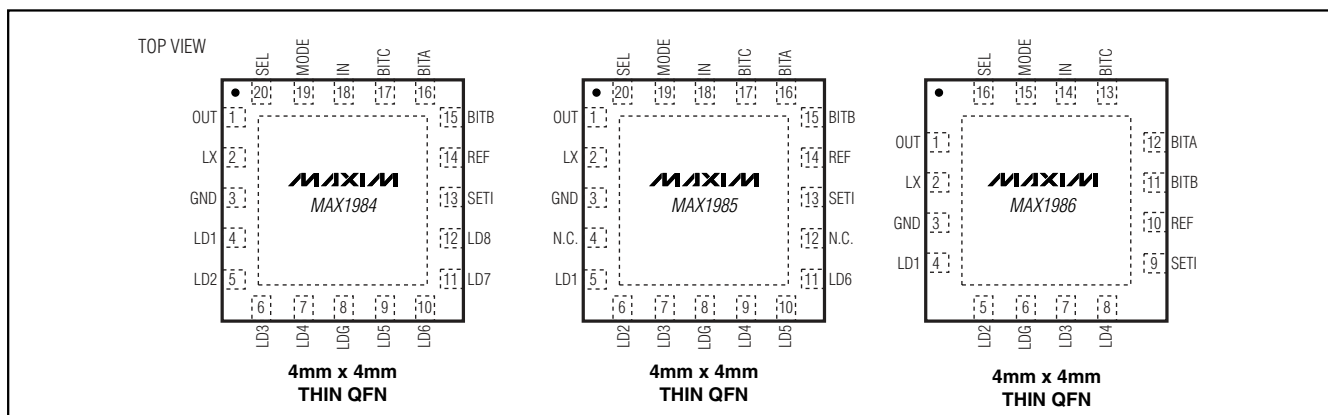 TOP VIEW
SEL MODE IN BITC BITA
20 19 18 17 16
OUT 1
LX 2
GND 3
LD1 4
LD2 5
15 BITB
14 REF
13 SETI
12 LD8
11 LD7
MAXIM
MAX1984
6 7 8 9 10
LD3 LD4 LDG LD5 LD6
4mm x 4mm
THIN QFN
SEL MODE IN BITC BITA
20 19 18 17 16
OUT 1
LX 2
GND 3
N.C. 4
LD1 5
15 BITB
14 REF
13 SETI
12 N.C.
11 LD6
MAXIM
MAX1985
6 7 8 9 10
LD2 LD3 LDG LD4 LD5
4mm x 4mm
THIN QFN
SEL MODE IN BITC
16 15 14 13
OUT 1
LX 2
GND 3
LD1 4
12 BITA
11 BITB
10 REF
9 SETI
MAXIM
MAX1986
5 6 7 8
LD2 LDG LD3 LD4
4mm x 4mm
THIN QFN